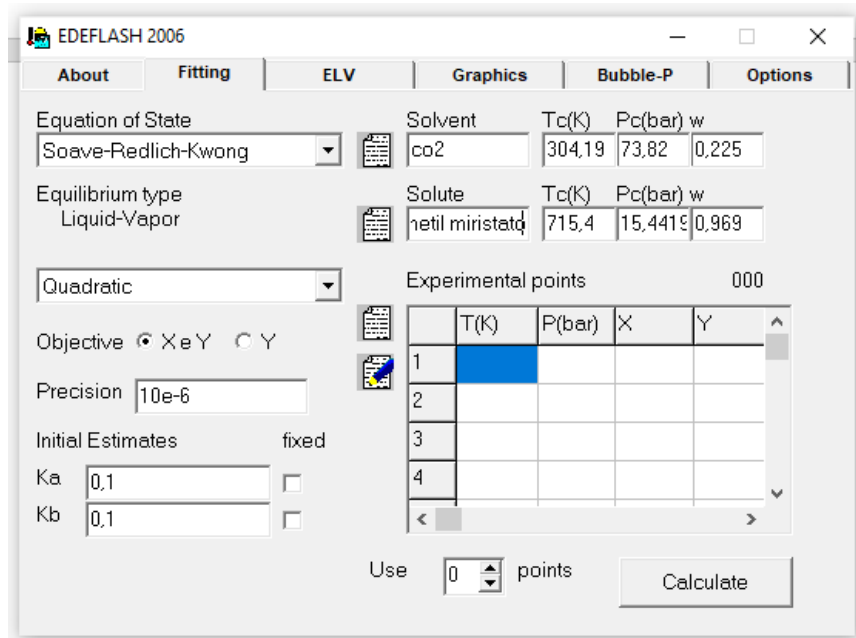 EDEFLASH 2006
About Fitting ELV Graphics Bubble-P Options
Equation of State
Soave-Redlich-Kwong
Solvent Tc(K) Pc(bar) w
co2 304,19 73,82 0,225
Equilibrium type
Liquid-Vapor
Solute Tc(K) Pc(bar) w
netil miristato 715,4 15,4419 0,969
Quadratic
Experimental points 000
T(K) P(bar) X Y
1
2
3
4
Objective X e Y Y
Precision 10e-6
Initial Estimates fixed
Ka 0,1
Kb 0,1
Use 0 points
Calculate